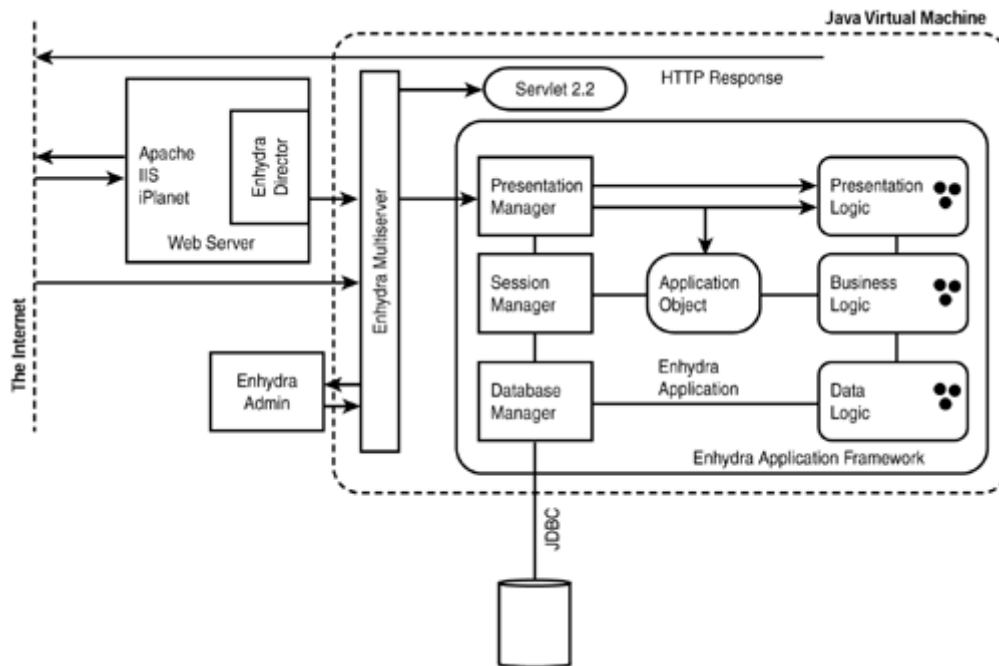 Java Virtual Machine
HTTP Response
Servlet 2.2
Apache
IIS
iPlanet
Enhydra
Director
Web Server
Enhydra Multiserver
Presentation
Manager
Presentation
Logic
Session
Manager
Application
Object
Business
Logic
The Internet
Enhydra
Admin
Database
Manager
Enhydra
Application
Data
Logic
Enhydra Application Framework
JDBC